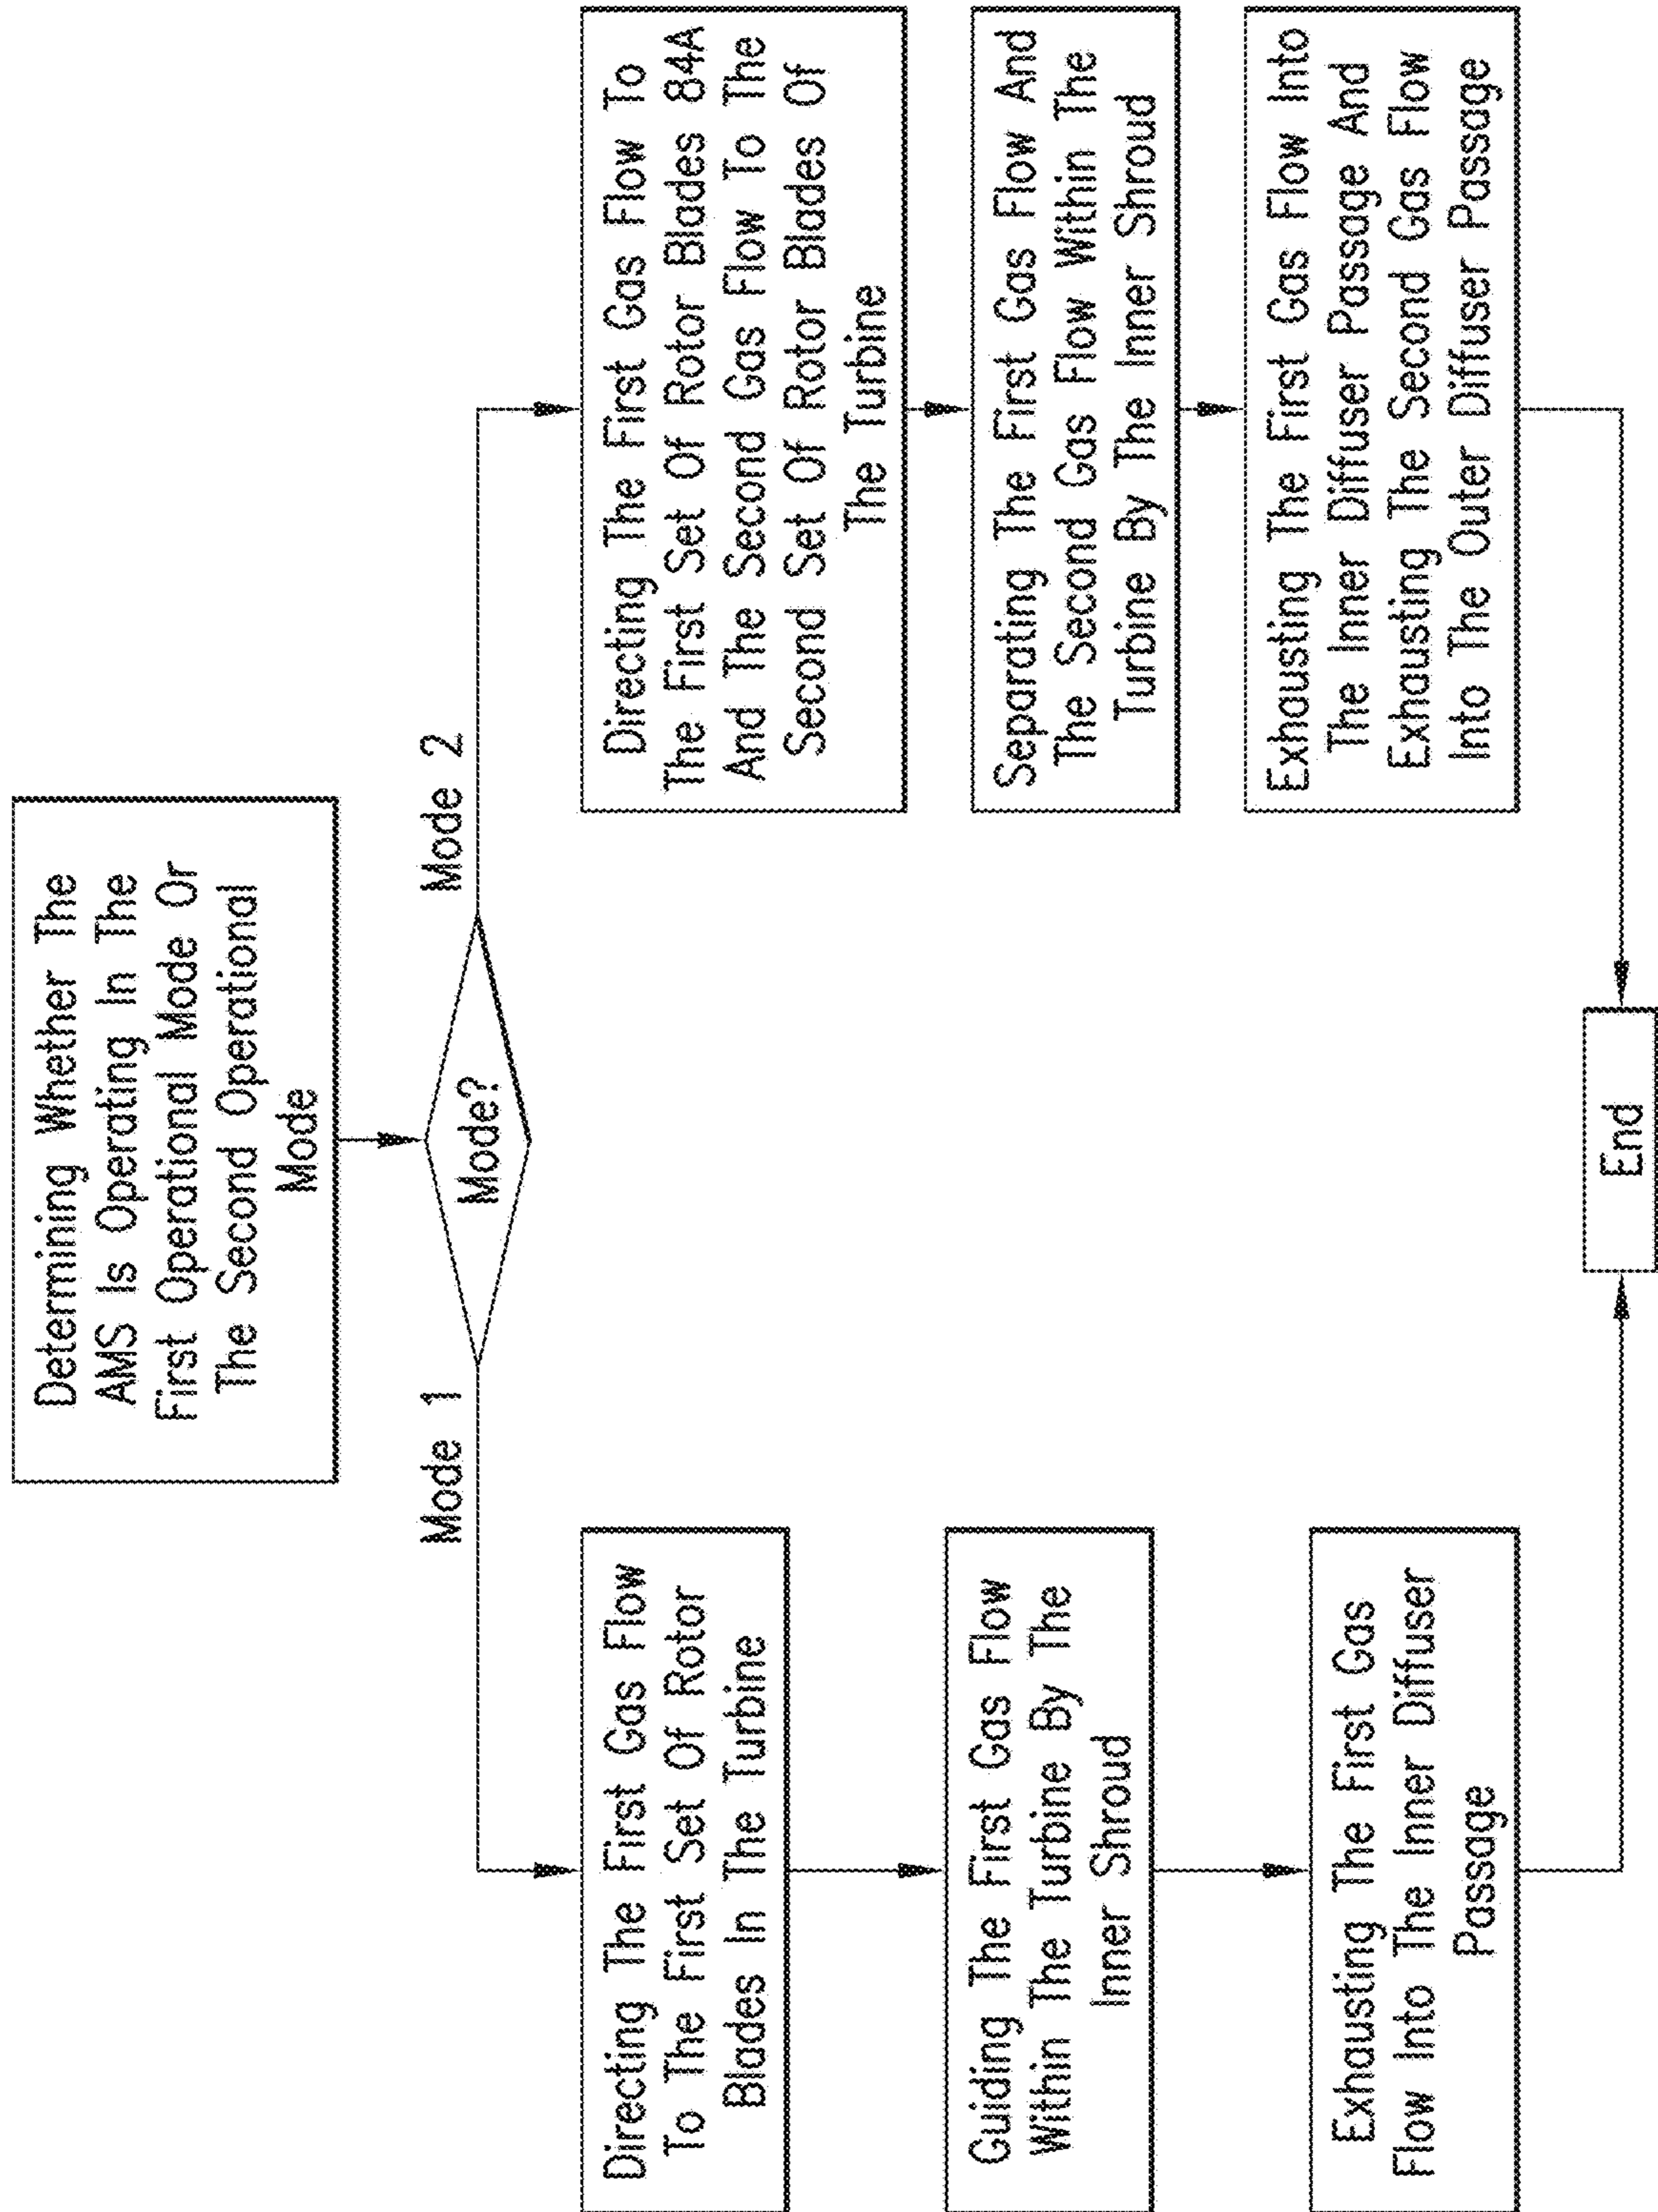 Determining Whether The
AMS Is Operating In The
First Operational Mode Or
The Second Operational
Mode
Mode?
Mode 1
Mode 2
Directing The First Gas Flow
To The First Set Of Rotor
Blades In The Turbine
Guiding The First Gas Flow
Within The Turbine By The
Inner Shroud
Exhausting The First Gas
Flow Into The Inner Diffuser
Passage
Directing The First Gas Flow To
The First Set Of Rotor Blades 84A
And The Second Gas Flow To The
Second Set Of Rotor Blades Of
The Turbine
Separating The First Gas Flow And
The Second Gas Flow Within The
Turbine By The Inner Shroud
Exhausting The First Gas Flow Into
The Inner Diffuser Passage And
Exhausting The Second Gas Flow
Into The Outer Diffuser Passage
End